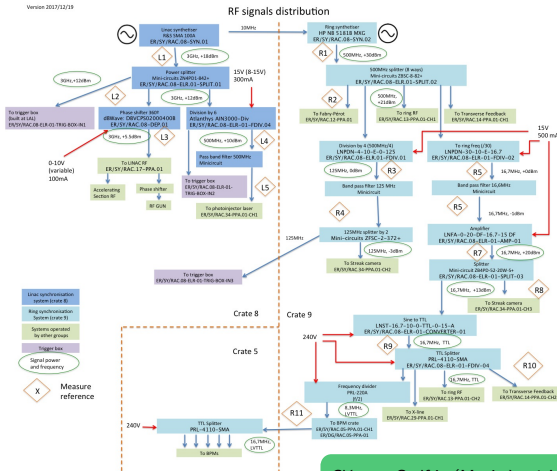 Version 2017/12/19
RF signals distribution
Linac synthetiser
R&S SMA 100A
ER/SY/RAC.08-SYN.01
10MHz
Ring synthetiser
HP N8 51818 MXG
ER/SY/RAC.08-SYN.02
L1
3GHz, +18dBm
R1
500MHz, +30dBm
3GHz,+12dBm
Power splitter
Mini-circuits ZN4PD1-842+
ER/SY/RAC.08-ELR-01-SPLIT.01
15V (8-15V)
300mA
500MHz splitter (8 ways)
Mini-circuits ZB5C-8-82+
ER/SY/RAC.08-ELR-01-SPLIT.02
L2
3GHz,+12dBm
L3
L4
R2
500MHz,
+21dBm
To trigger box
(built at LAL)
ER/SY/RAC.08-ELR-01-TRIG-BOX-IN1
Phase shifter 360°
dBWave: DBVCPS02000400B
ER/SY/RAC.08-DEP.01
Division by 6
Atlanthys AIN3000-Div
ER/SY/RAC.08-ELR-01-FDIV.04
To Fabry-Pérot
ER/SY/RAC.12-PPA.01
To ring RF
ER/SY/RAC.13-PPA.01-CH1
To Transverse Feedback
ER/SY/RAC.14-PPA.01-CH1
3GHz, +5.5dBm
500MHz, +10dBm
15V
500 mA
0-10V
(variable)
100mA
To LINAC RF
ER/SY/RAC.17-PPA.01
Pass band filter 500MHz
Minicircuit
Division by 4 (500MHz/4)
LNPDN-4-10-E-0-125
ER/SY/RAC.08-ELR.01-FDIV.01
To ring freq (/30)
LNPDN-30-10-E-16.7
ER/SY/RAC.08-ELR-01-FDIV-02
R3
125MHz, 0dBm
16,7MHz, +0dBm
To trigger box
ER/SY/RAC.08-ELR-01-
TRIG-BOX-IN2
L5
Accelerating
Section RF
Phase shifter
Band pass filter 125 MHz
Minicircuit
R5
Band pass filter 16,6MHz
Minicircuit
To photoinjector laser
ER/SY/RAC.34-PPA.01-CH1
RF GUN
R4
R5
16,7MHz, -1dBm
125MHz
125MHz splitter by 2
Mini-circuits ZFSC-2-372+
Amplifier
LNFA-0-20-DF-16.7-15 DF
ER/SY/RAC.08-ELR-01-AMP-01
125MHz, -3dBm
R7
16,7MHz, +20dBm
To Streak camera
ER/SY/RAC.34-PPA.01-CH2
Splitter
Mini-circuit ZB4PD-52-20W-S+
ER/SY/RAC.08-ELR-01-SPLIT-03
To trigger box
ER/SY/RAC.08-ELR-01-TRIG-BOX-IN3
16,7MHz, +13dBm
R8
To Streak camera
ER/SY/RAC.34-PPA.01-CH3
Linac synchronisation
system (crate 8)
Ring synchronisation
System (crate 9)
Systems operated
by other groups
Trigger box
Signal power
and frequency
X
Measure
reference
Crate 8
Crate 9
Crate 5
Sine to TTL
LNST-16.7-10-0-TTL-0-15-A
ER/SY/RAC.08-ELR-01-CONVERTER-01
240V
R9
16,7MHz, TTL
TTL Splitter
PRL-4110-SMA
ER/SY/RAC.08-ELR-01-FDIV-04
R10
16,7MHz, TTL
Frequency divider
PRL-220A
To ring RF
ER/SY/RAC.13-PPA.01-CH2
To Transverse Feedback
ER/SY/RAC.14-PPA.01-CH2
R11
8,3MHz,
LVTTL
To X-line
ER/SY/RAC.29-PPA.01-CH1
240V
TTL Splitter
PRL-4110-SMA
To BPM crate
ER/SY/RAC.05-PPA.01-CH1
ER/DG/RAC.05-PPA-01
16,7MHz,
LVTTL
To BPMs